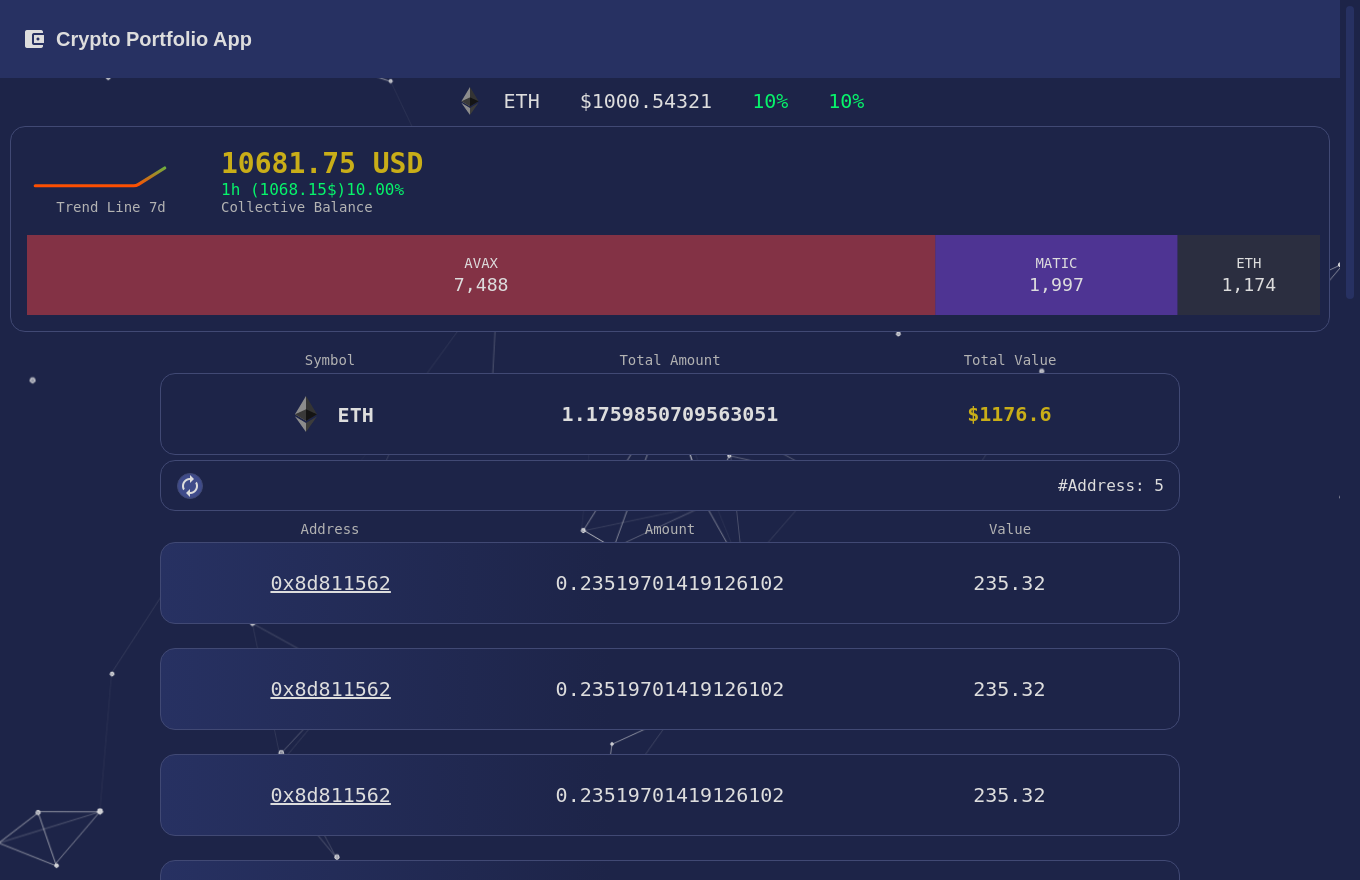 Crypto Portfolio App
ETH $1000.54321 10% 10%
10681.75 USD
1h (1068.15$)10.00%
Trend Line 7d Collective Balance
AVAX MATIC ETH
7,488 1,997 1,174
Symbol Total Amount Total Value
ETH 1.1759850709563051 $1176.6
#Address: 5
Address Amount Value
0x8d811562 0.23519701419126102 235.32
0x8d811562 0.23519701419126102 235.32
0x8d811562 0.23519701419126102 235.32